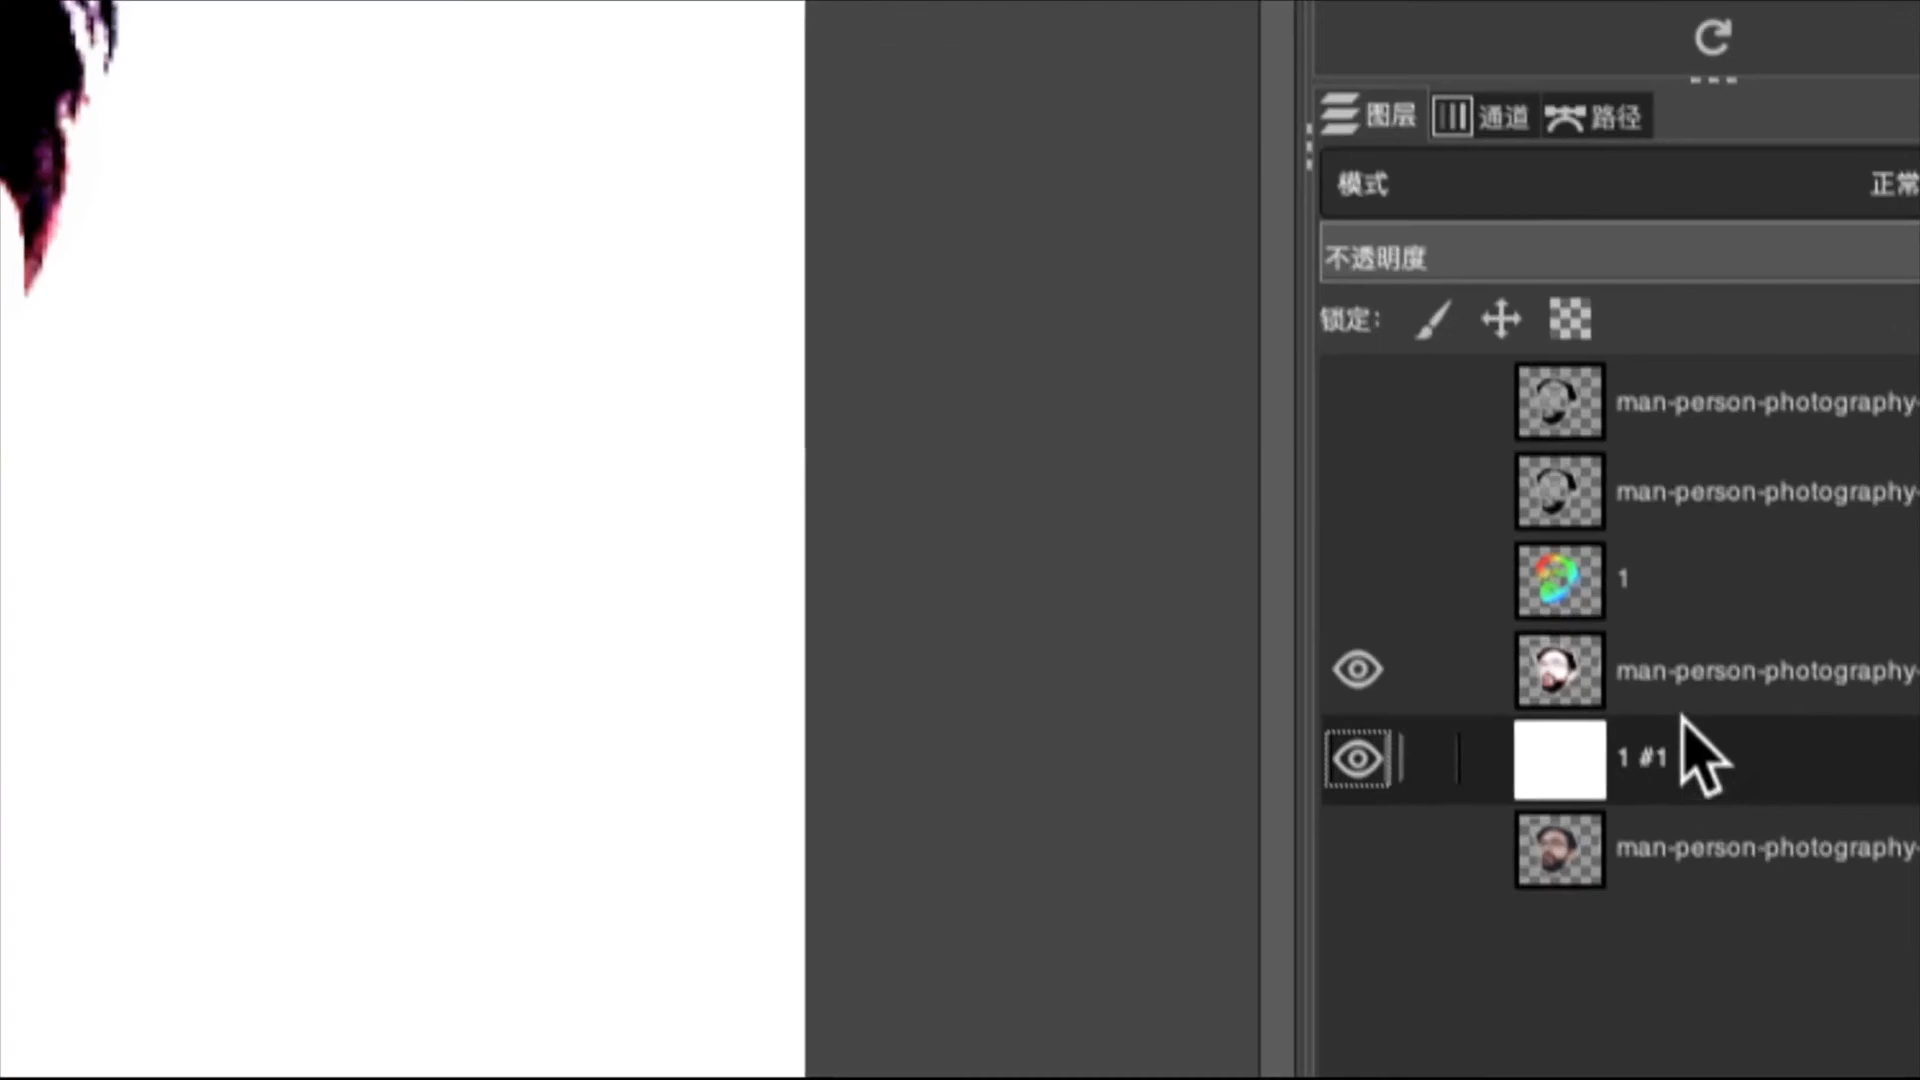 图层 通道 路径
模式 正常
不透明度
锁定:
man-person-photography-
man-person-photography-
1
man-person-photography-
1 #1
man-person-photography-